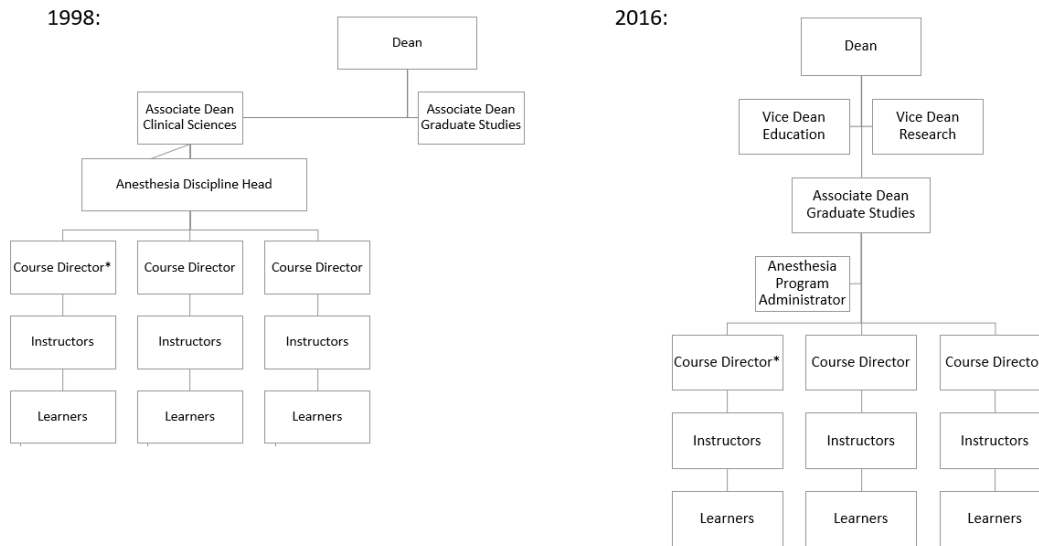 1998:
Dean
Associate Dean
Clinical Sciences
Associate Dean
Graduate Studies
Anesthesia Discipline Head
Course Director*
Course Director
Course Director
Instructors
Instructors
Instructors
Learners
Learners
Learners
2016:
Dean
Vice Dean
Education
Vice Dean
Research
Associate Dean
Graduate Studies
Anesthesia
Program
Administrator
Course Director*
Course Director
Course Directo
Instructors
Instructors
Instructors
Learners
Learners
Learners